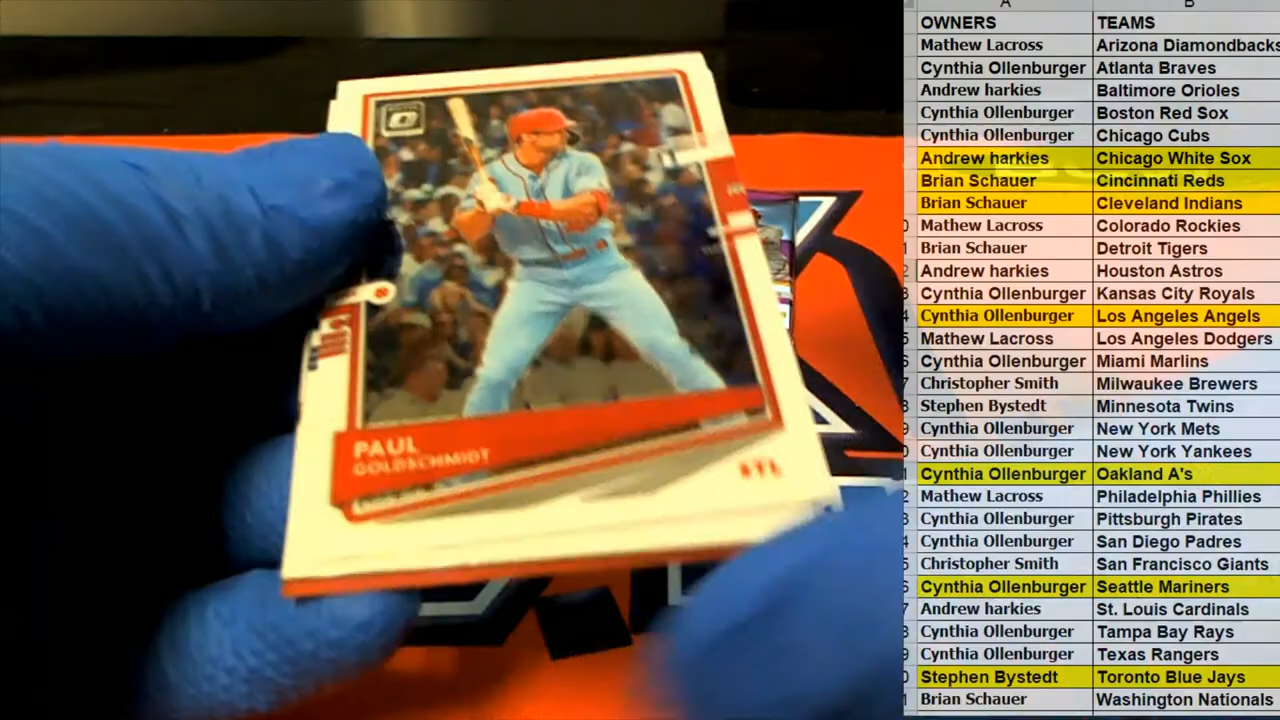 PAUL
GOLDSCHMIDT
STL
A B
OWNERS TEAMS
Mathew Lacross Arizona Diamondbacks
Cynthia Ollenburger Atlanta Braves
Andrew harkies Baltimore Orioles
Cynthia Ollenburger Boston Red Sox
Cynthia Ollenburger Chicago Cubs
Andrew harkies Chicago White Sox
Brian Schauer Cincinnati Reds
Brian Schauer Cleveland Indians
Mathew Lacross Colorado Rockies
Brian Schauer Detroit Tigers
Andrew harkies Houston Astros
Cynthia Ollenburger Kansas City Royals
Cynthia Ollenburger Los Angeles Angels
Mathew Lacross Los Angeles Dodgers
Cynthia Ollenburger Miami Marlins
Christopher Smith Milwaukee Brewers
Stephen Bystedt Minnesota Twins
Cynthia Ollenburger New York Mets
Cynthia Ollenburger New York Yankees
Cynthia Ollenburger Oakland A's
Mathew Lacross Philadelphia Phillies
Cynthia Ollenburger Pittsburgh Pirates
Cynthia Ollenburger San Diego Padres
Christopher Smith San Francisco Giants
Cynthia Ollenburger Seattle Mariners
Andrew harkies St. Louis Cardinals
Cynthia Ollenburger Tampa Bay Rays
Cynthia Ollenburger Texas Rangers
Stephen Bystedt Toronto Blue Jays
Brian Schauer Washington Nationals